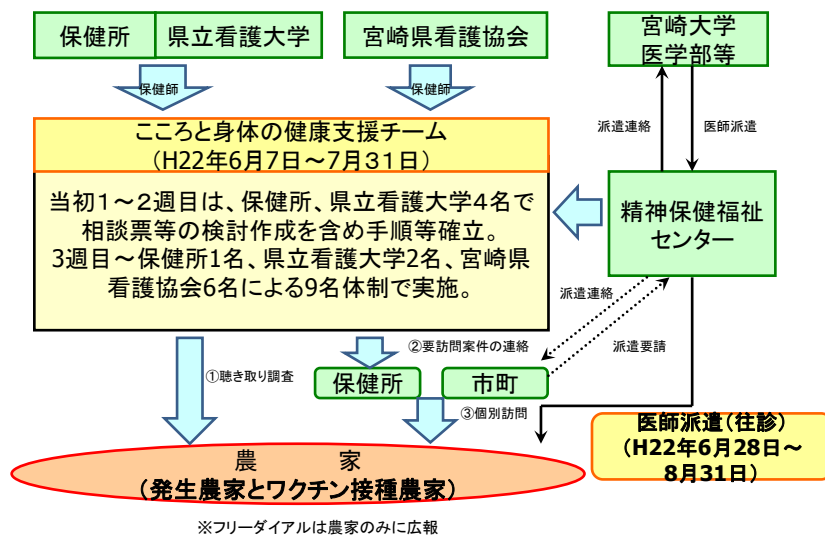 保健所
県立看護大学
宮崎県看護協会
宮崎大学
医学部等
保健師
保健師
派遣連絡
医師派遣
こころと身体の健康支援チーム
（H22年6月7日～7月31日）
当初１～２週目は、保健所、県立看護大学４名で
相談票等の検討作成を含め手順等確立。
３週目～保健所1名、県立看護大学2名、宮崎県
看護協会6名による9名体制で実施。
精神保健福祉
センター
派遣連絡
派遣要請
①聴き取り調査
②要訪問案件の連絡
保健所
市町
③個別訪問
医師派遣（往診）
（H22年6月28日～
8月31日）
農　　　家
（発生農家とワクチン接種農家）
※フリーダイアルは農家のみに広報